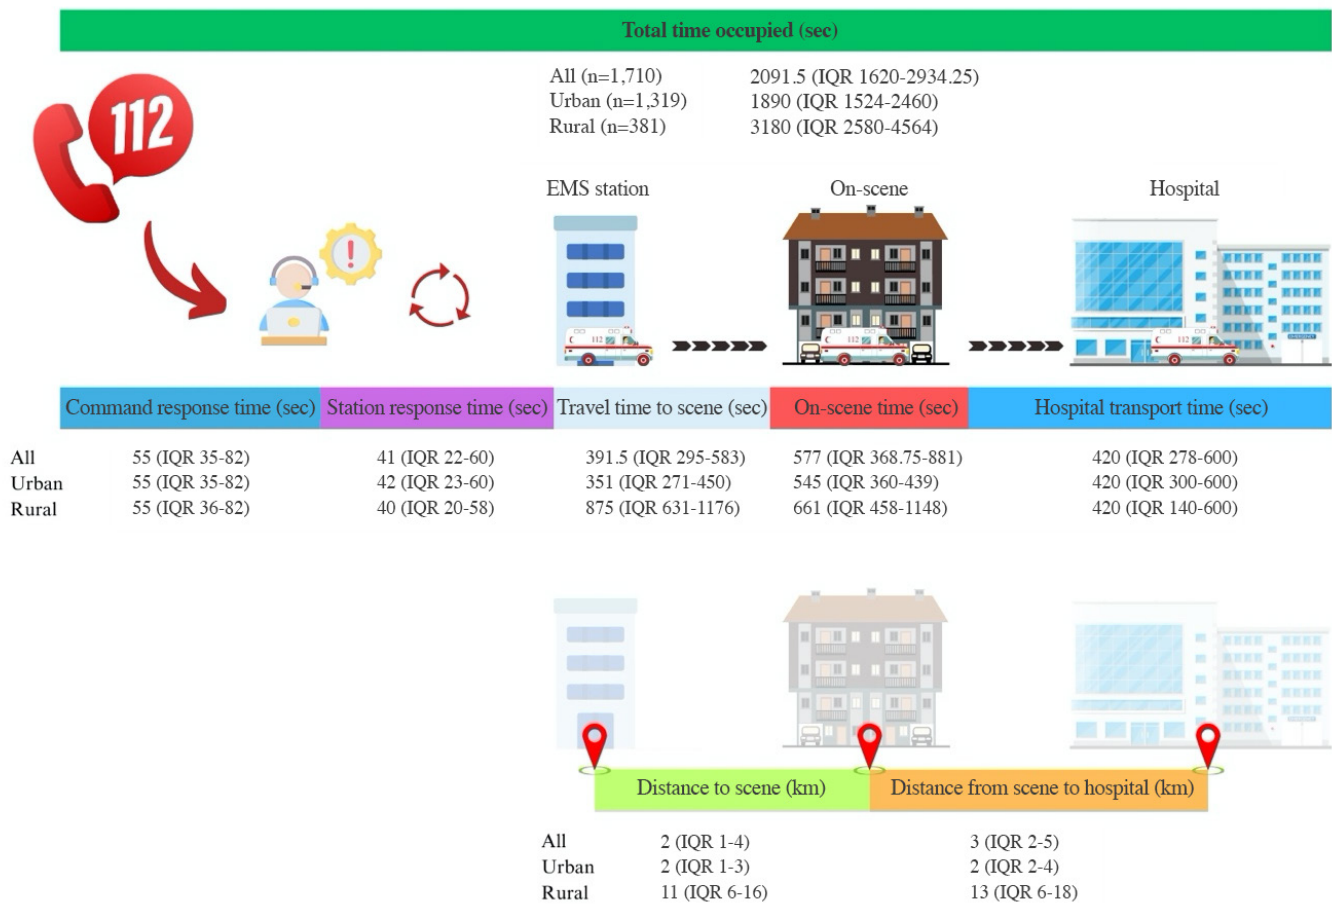 Total time occupied (sec)
All (n=1,710) 2091.5 (IQR 1620-2934.25)
Urban (n=1,319) 1890 (IQR 1524-2460)
Rural (n=381) 3180 (IQR 2580-4564)
112
EMS station On-scene Hospital
112 112 112
Command response time (sec) Station response time (sec) Travel time to scene (sec) On-scene time (sec) Hospital transport time (sec)
All 55 (IQR 35-82) 41 (IQR 22-60) 391.5 (IQR 295-583) 577 (IQR 368.75-881) 420 (IQR 278-600)
Urban 55 (IQR 35-82) 42 (IQR 23-60) 351 (IQR 271-450) 545 (IQR 360-439) 420 (IQR 300-600)
Rural 55 (IQR 36-82) 40 (IQR 20-58) 875 (IQR 631-1176) 661 (IQR 458-1148) 420 (IQR 140-600)
Distance to scene (km) Distance from scene to hospital (km)
All 2 (IQR 1-4) 3 (IQR 2-5)
Urban 2 (IQR 1-3) 2 (IQR 2-4)
Rural 11 (IQR 6-16) 13 (IQR 6-18)